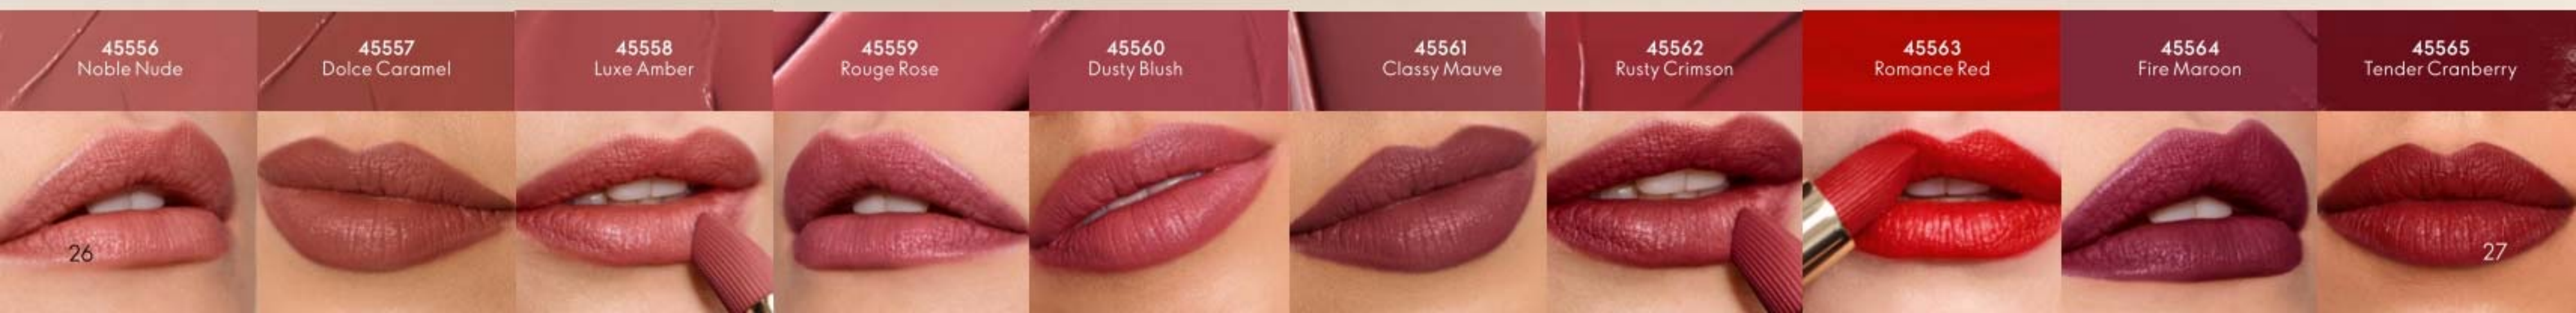 45556
Noble Nude
45557
Dolce Caramel
45558
Luxe Amber
45559
Rouge Rose
45560
Dusty Blush
45561
Classy Mauve
45562
Rusty Crimson
45563
Romance Red
45564
Fire Maroon
45565
Tender Cranberry
26
27